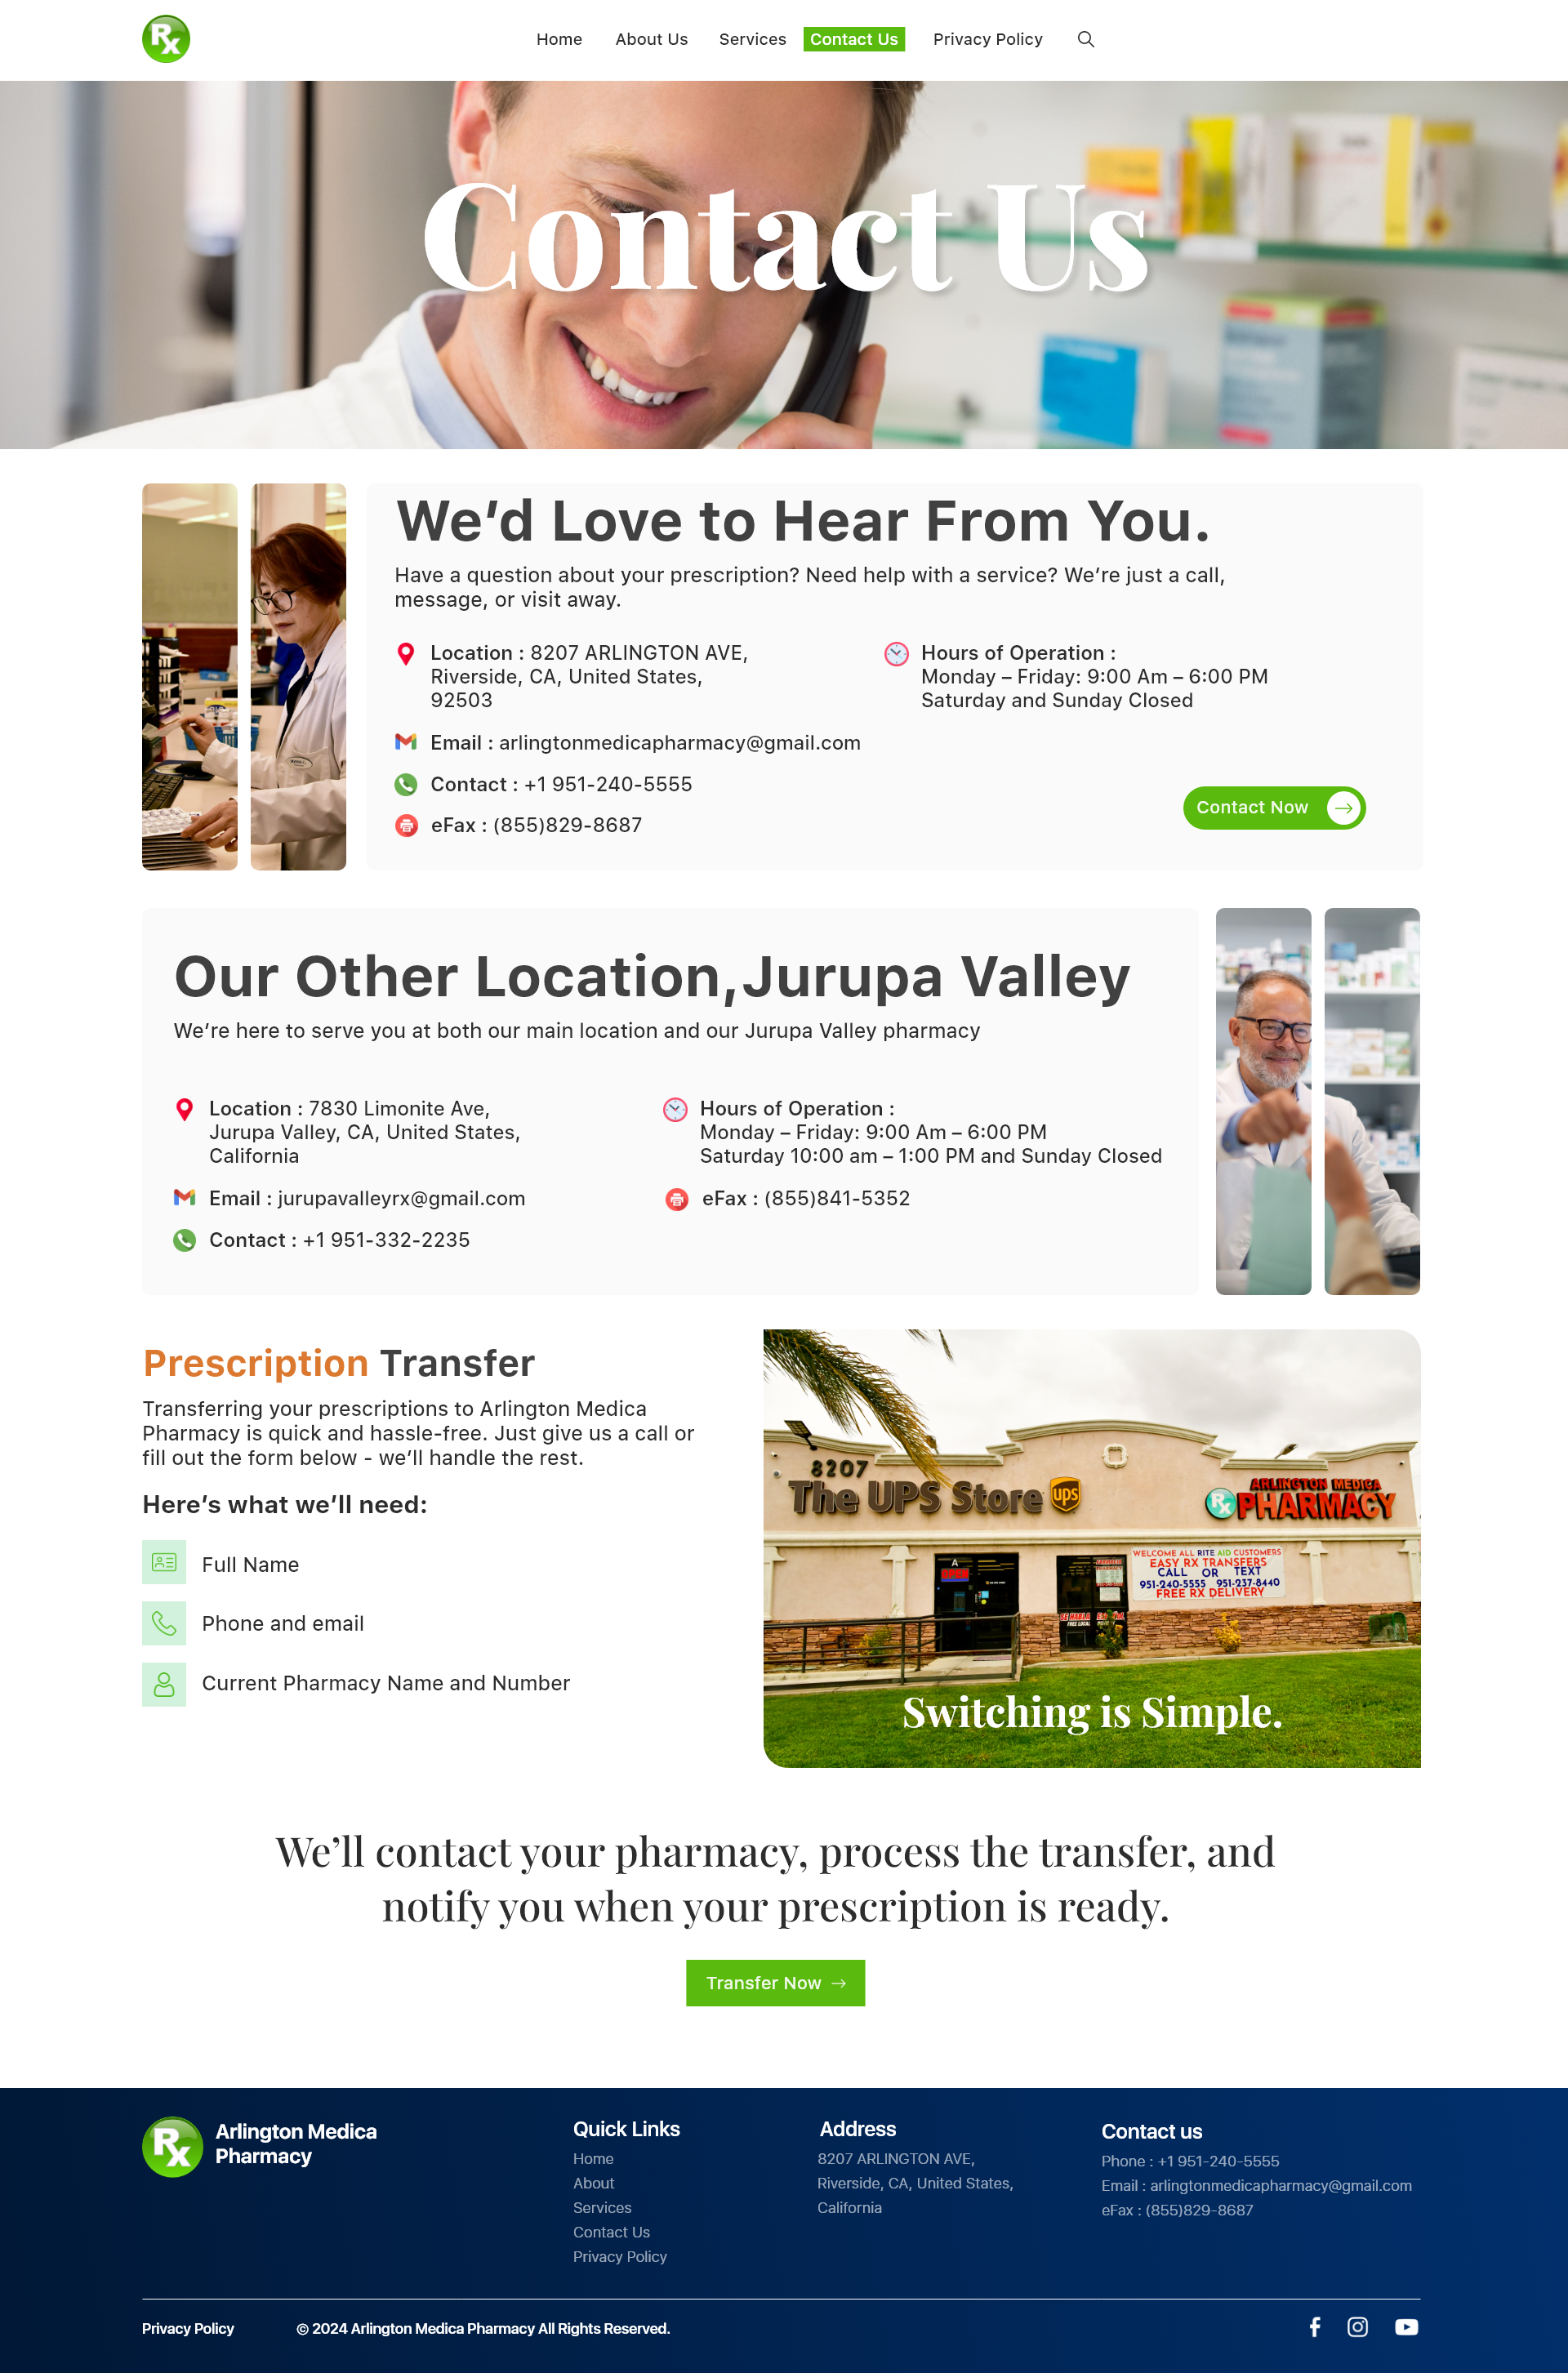 Rx
Home
About Us
Services
Contact Us
Privacy Policy
Contact Us
We’d Love to Hear From You.
Have a question about your prescription? Need help with a service? We’re just a call,
message, or visit away.
Location : 8207 ARLINGTON AVE,
Riverside, CA, United States,
92503
Hours of Operation :
Monday – Friday: 9:00 Am – 6:00 PM
Saturday and Sunday Closed
Email : arlingtonmedicapharmacy@gmail.com
Contact : +1 951-240-5555
eFax : (855)829-8687
Contact Now
Our Other Location,Jurupa Valley
We’re here to serve you at both our main location and our Jurupa Valley pharmacy
Location : 7830 Limonite Ave,
Jurupa Valley, CA, United States,
California
Hours of Operation :
Monday – Friday: 9:00 Am – 6:00 PM
Saturday 10:00 am – 1:00 PM and Sunday Closed
Email : jurupavalleyrx@gmail.com
eFax : (855)841-5352
Contact : +1 951-332-2235
Prescription Transfer
Transferring your prescriptions to Arlington Medica
Pharmacy is quick and hassle-free. Just give us a call or
fill out the form below - we’ll handle the rest.
Here’s what we’ll need:
Full Name
Phone and email
Current Pharmacy Name and Number
8207
The UPS Store
ups
ARLINGTON MEDICA
Rx PHARMACY
A
OPEN
WELCOME ALL RITE AID CUSTOMERS
EASY RX TRANSFERS
CALL OR TEXT
951-240-5555 951-237-8440
FREE RX DELIVERY
Switching is Simple.
We’ll contact your pharmacy, process the transfer, and
notify you when your prescription is ready.
Transfer Now
Rx
Arlington Medica
Pharmacy
Quick Links
Home
About
Services
Contact Us
Privacy Policy
Address
8207 ARLINGTON AVE,
Riverside, CA, United States,
California
Contact us
Phone : +1 951-240-5555
Email : arlingtonmedicapharmacy@gmail.com
eFax : (855)829-8687
Privacy Policy
© 2024 Arlington Medica Pharmacy All Rights Reserved.